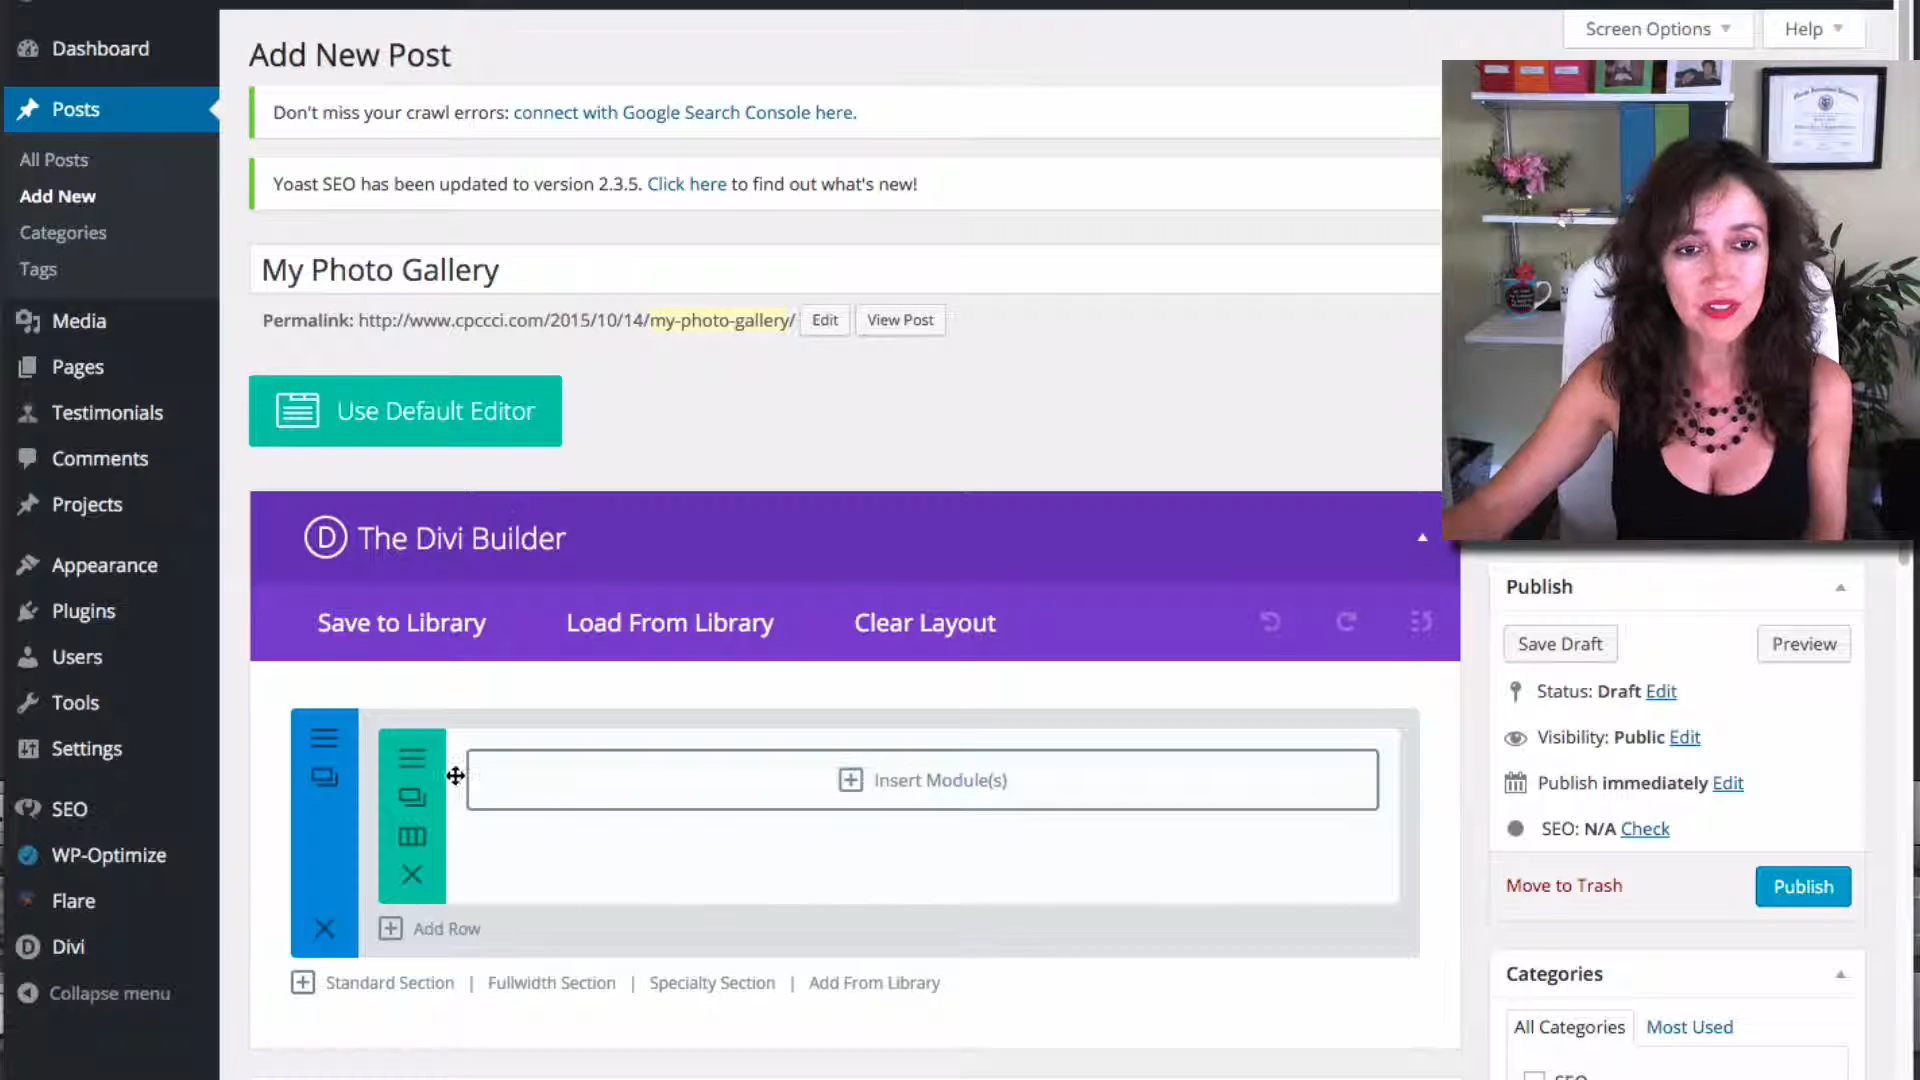 Dashboard
Posts
All Posts
Add New
Categories
Tags
Media
Pages
Testimonials
Comments
Projects
Appearance
Plugins
Users
Tools
Settings
SEO
WP-Optimize
Flare
Divi
Collapse menu
Screen Options
Help
Add New Post
Don't miss your crawl errors: connect with Google Search Console here.
Yoast SEO has been updated to version 2.3.5. Click here to find out what's new!
My Photo Gallery
Permalink: http://www.cpccci.com/2015/10/14/my-photo-gallery/ Edit View Post
Use Default Editor
D The Divi Builder
Save to Library Load From Library Clear Layout
Insert Module(s)
Add Row
Standard Section | Fullwidth Section | Specialty Section | Add From Library
Publish
Save Draft Preview
Status: Draft Edit
Visibility: Public Edit
Publish immediately Edit
SEO: N/A Check
Move to Trash Publish
Categories
All Categories Most Used